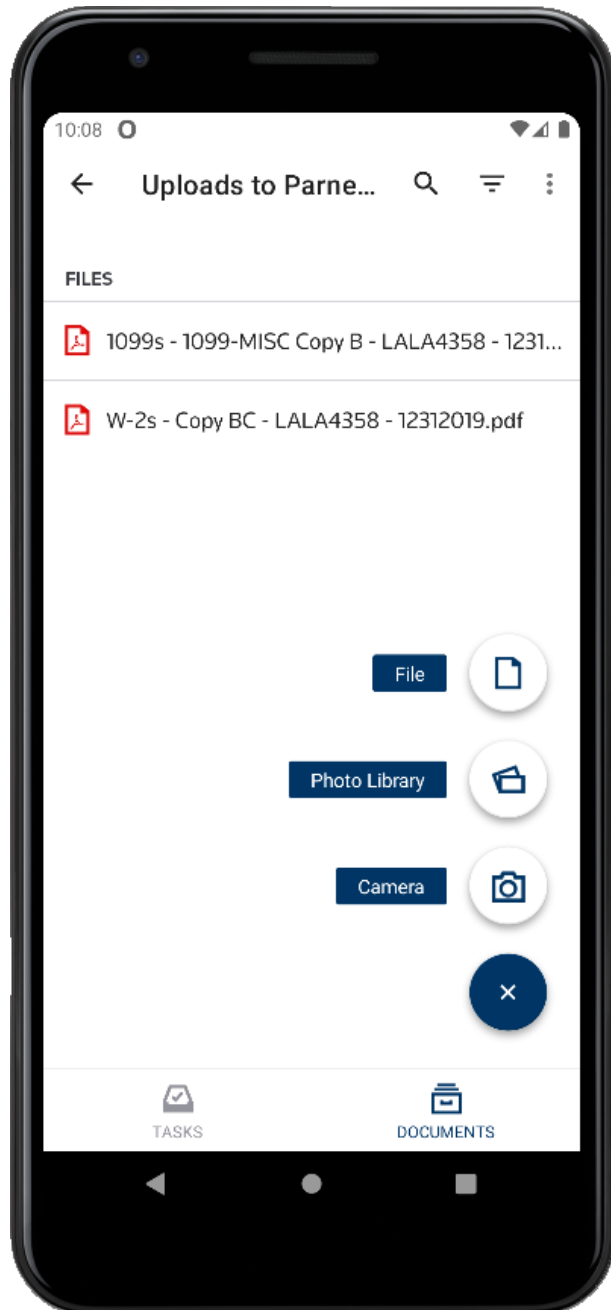 10:08
Uploads to Parne...
FILES
1099s - 1099-MISC Copy B - LALA4358 - 1231...
W-2s - Copy BC - LALA4358 - 12312019.pdf
File
Photo Library
Camera
TASKS DOCUMENTS